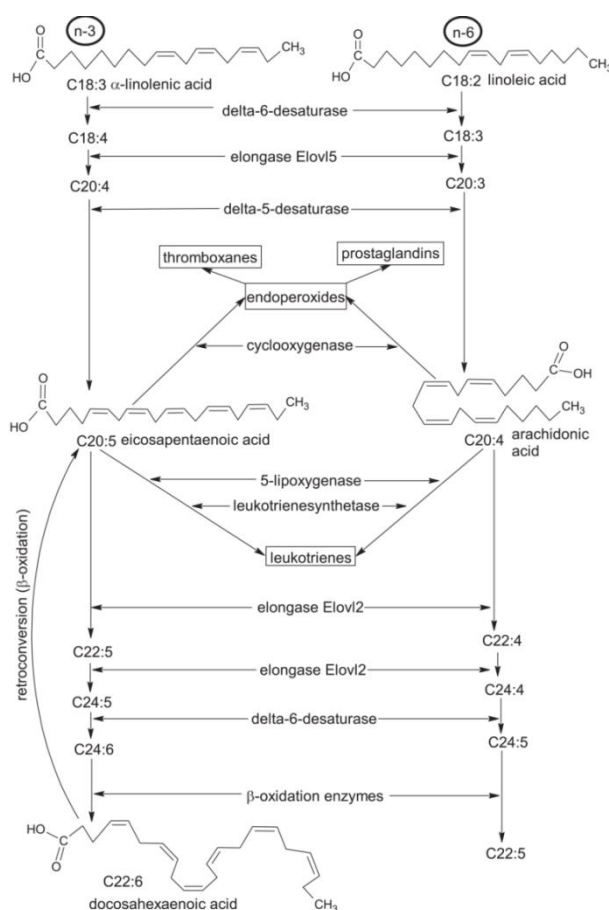 n-3
n-6
O
HO
CH3
O
HO
CH3
C18:3 α-linolenic acid
C18:2 linoleic acid
delta-6-desaturase
C18:4
C18:3
elongase Elovl5
C20:4
C20:3
delta-5-desaturase
thromboxanes
prostaglandins
endoperoxides
cyclooxygenase
O
OH
O
HO
CH3
CH3
C20:5 eicosapentaenoic acid
C20:4 arachidonic
acid
5-lipoxygenase
leukotrienesynthetase
leukotrienes
retroconversion (β-oxidation)
elongase Elovl2
C22:5
C22:4
elongase Elovl2
C24:5
C24:4
delta-6-desaturase
C24:6
C24:5
β-oxidation enzymes
HO
O
C22:5
C22:6
docosahexaenoic acid
CH3